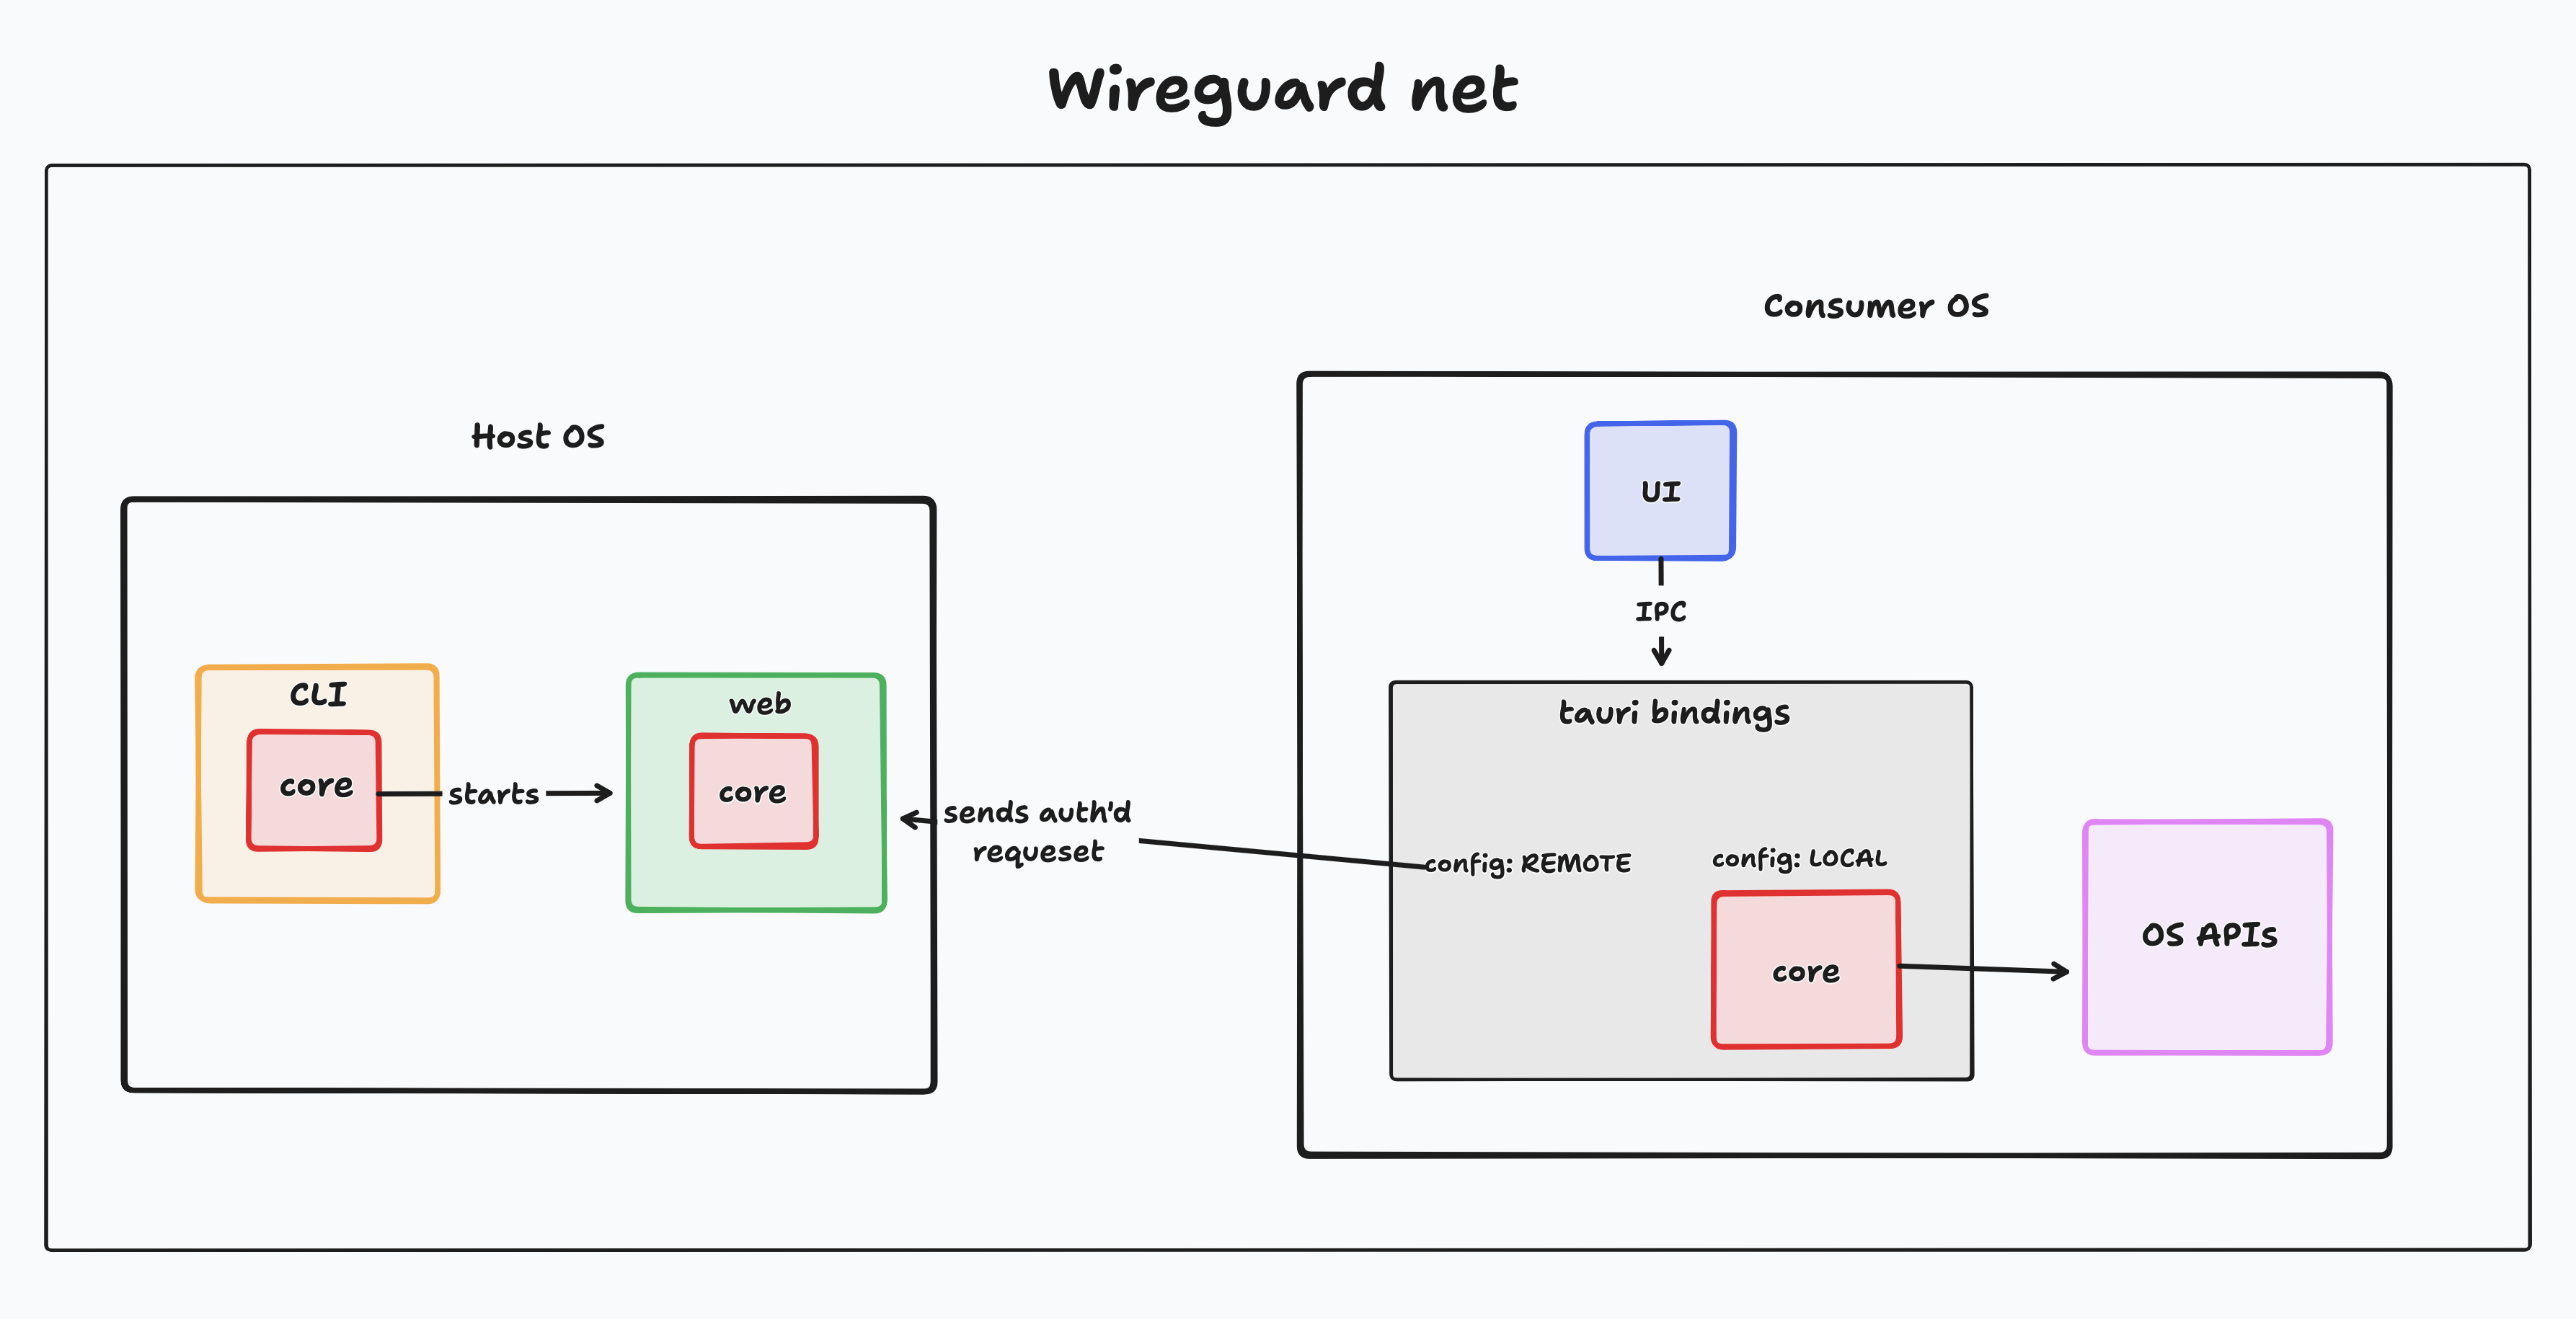 Wireguard net
Consumer OS
Host OS
UI
IPC
CLI
core
starts
web
core
sends auth'd
requeset
tauri bindings
config: REMOTE
config: LOCAL
core
OS APIs